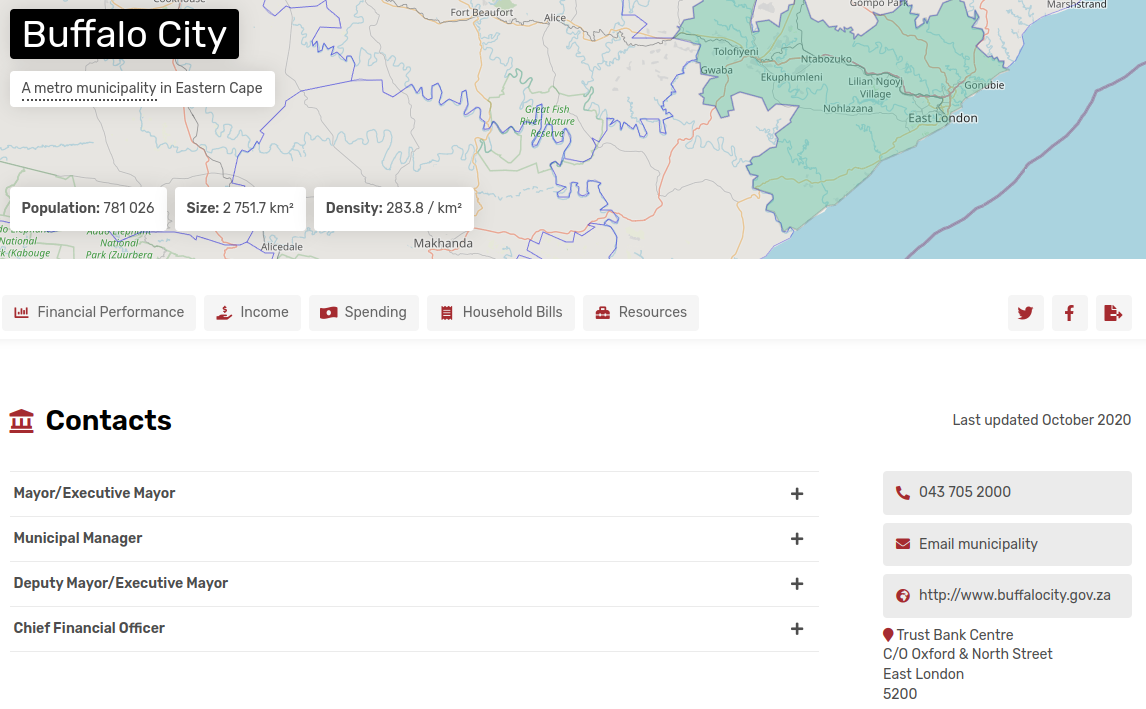 Cookhouse
Fort Beaufort
Alice
Gompo Park
Marshstrand
Buffalo City
A metro municipality in Eastern Cape
Tolofiyeni
Gwaba
Ntabozuko
Ekuphumleni
Lilian Ngoyi
Village
Gonubie
Nohlazana
East London
Great Fish
River Nature
Reserve
Population: 781 026
Size: 2 751.7 km²
Density: 283.8 / km²
National
k (Kabouge
Addo Elephant
National
Park (Zuurberg
Alicedale
Makhanda
Financial Performance
Income
Spending
Household Bills
Resources
Contacts
Last updated October 2020
Mayor/Executive Mayor
Municipal Manager
Deputy Mayor/Executive Mayor
Chief Financial Officer
043 705 2000
Email municipality
http://www.buffalocity.gov.za
Trust Bank Centre
C/O Oxford & North Street
East London
5200